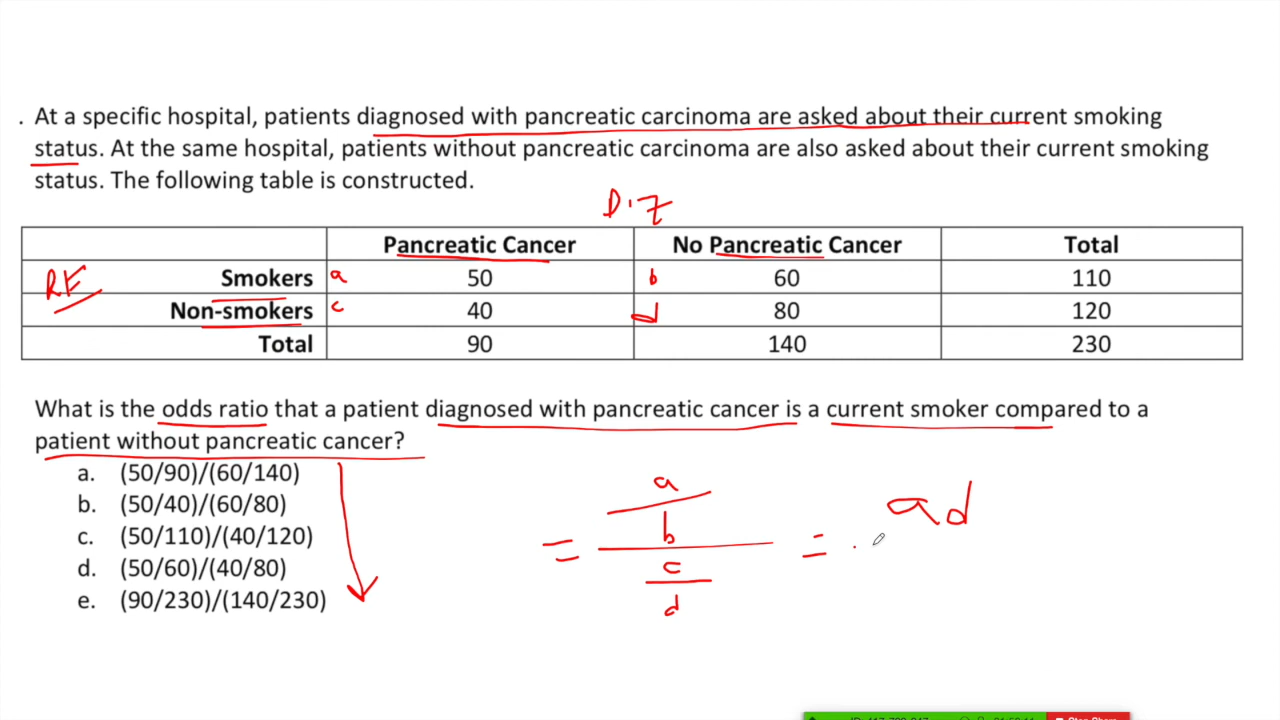 . At a specific hospital, patients diagnosed with pancreatic carcinoma are asked about their current smoking
status. At the same hospital, patients without pancreatic carcinoma are also asked about their current smoking
status. The following table is constructed.
D.Z
Pancreatic Cancer No Pancreatic Cancer Total
RF Smokers a 50 b 60 110
Non-smokers c 40 d 80 120
Total 90 140 230
What is the odds ratio that a patient diagnosed with pancreatic cancer is a current smoker compared to a
patient without pancreatic cancer?
a. (50/90)/(60/140)
b. (50/40)/(60/80)
c. (50/110)/(40/120)
d. (50/60)/(40/80)
e. (90/230)/(140/230)
a
b
= = ad
c
d